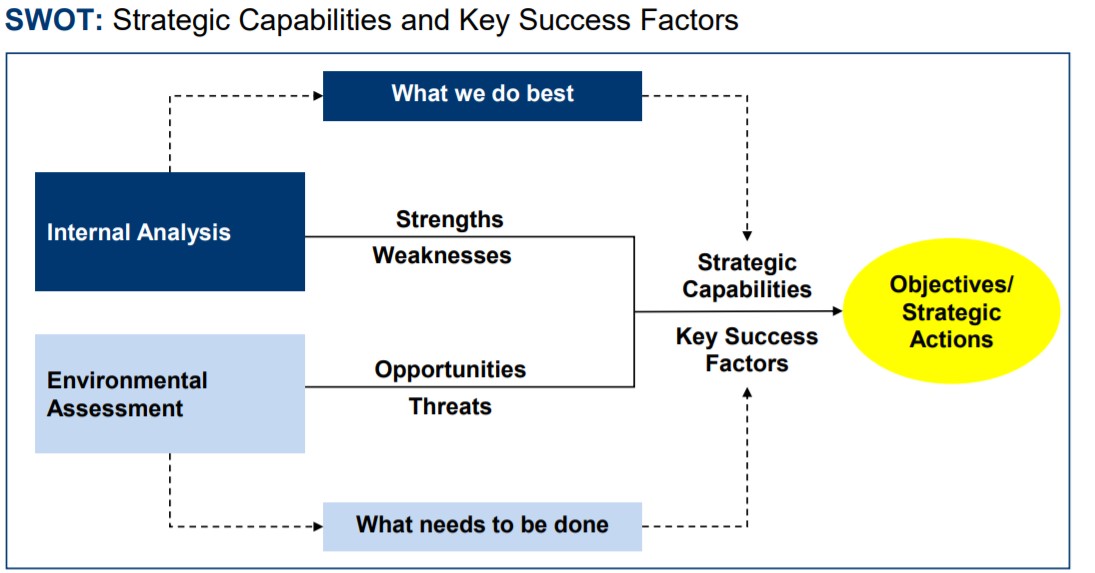 SWOT: Strategic Capabilities and Key Success Factors
What we do best
Internal Analysis
Strengths
Weaknesses
Strategic
Capabilities
Objectives/
Strategic
Actions
Key Success
Factors
Environmental
Assessment
Opportunities
Threats
What needs to be done